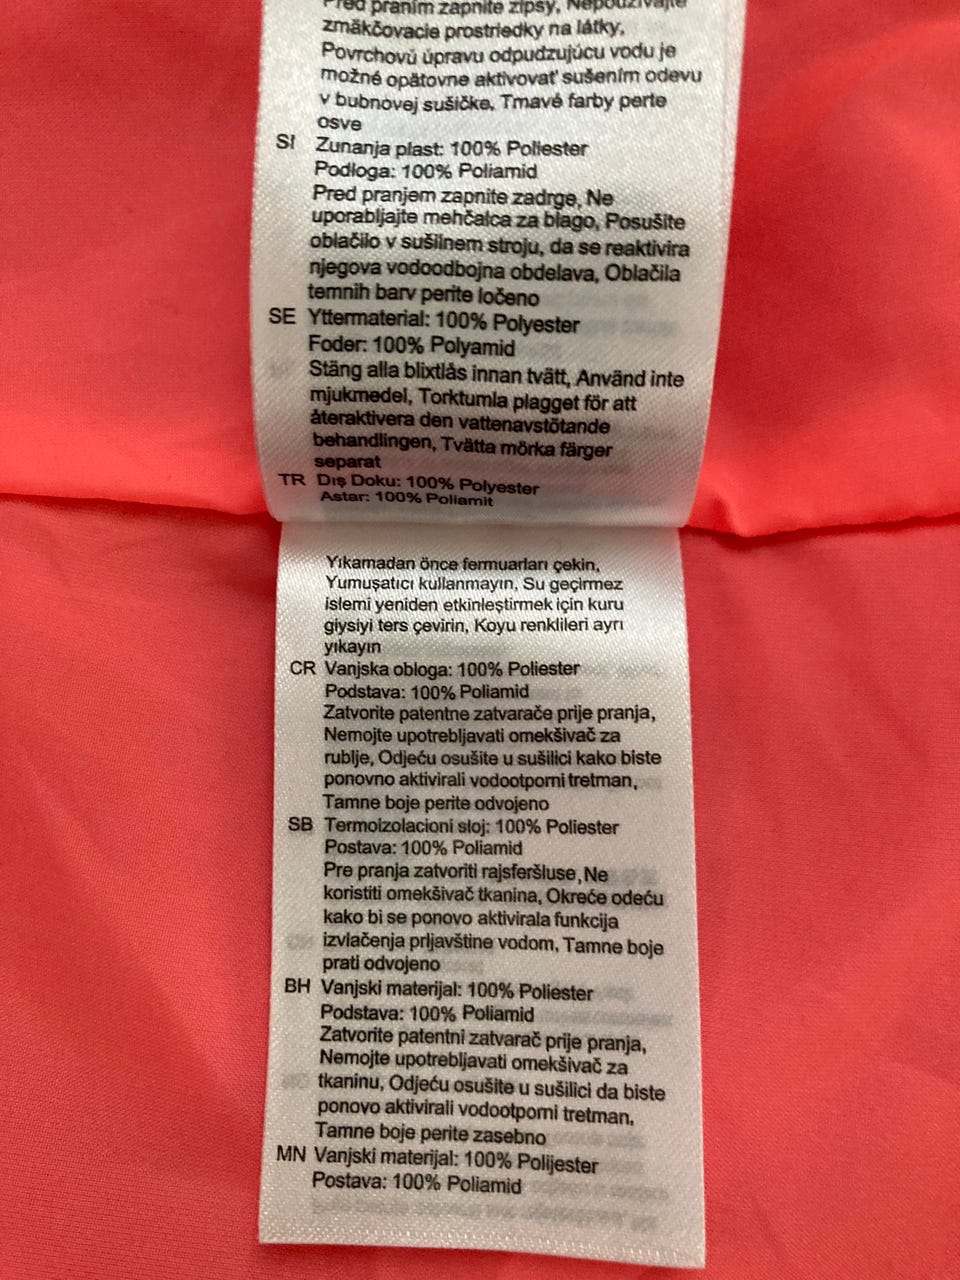 Pred praním zapnite zipsy, Nepoužívajte
zmäkčovacie prostriedky na látky,
Povrchovú úpravu odpudzujúcu vodu je
možné opätovne aktivovať sušením odevu
v bubnovej sušičke, Tmavé farby perte
osve
SI Zunanja plast: 100% Poliester
Podloga: 100% Poliamid
Pred pranjem zapnite zadrge, Ne
uporabljajte mehčalca za blago, Posušite
oblačilo v sušilnem stroju, da se reaktivira
njegova vodoodbojna obdelava, Oblačila
temnih barv perite ločeno
SE Yttermaterial: 100% Polyester
Foder: 100% Polyamid
Stäng alla blixtlås innan tvätt, Använd inte
mjukmedel, Torktumla plagget för att
återaktivera den vattenavstötande
behandlingen, Tvätta mörka färger
separat
TR Dış Doku: 100% Polyester
Astar: 100% Poliamit
Yıkamadan önce fermuarları çekin,
Yumuşatıcı kullanmayın, Su geçirmez
islemi yeniden etkinleştirmek için kuru
giysiyi ters çevirin, Koyu renklileri ayrı
yıkayın
CR Vanjska obloga: 100% Poliester
Podstava: 100% Poliamid
Zatvorite patentne zatvarače prije pranja,
Nemojte upotrebljavati omekšivač za
rublje, Odjeću osušite u sušilici kako biste
ponovno aktivirali vodootporni tretman,
Tamne boje perite odvojeno
SB Termoizolacioni sloj: 100% Poliester
Postava: 100% Poliamid
Pre pranja zatvoriti rajsferšluse, Ne
koristiti omekšivač tkanina, Okreće odeću
kako bi se ponovo aktivirala funkcija
izvlačenja prljavštine vodom, Tamne boje
prati odvojeno
BH Vanjski materijal: 100% Poliester
Podstava: 100% Poliamid
Zatvorite patentni zatvarač prije pranja,
Nemojte upotrebljavati omekšivač za
tkaninu, Odjeću osušite u sušilici da biste
ponovo aktivirali vodootporni tretman,
Tamne boje perite zasebno
MN Vanjski materijal: 100% Polijester
Postava: 100% Poliamid